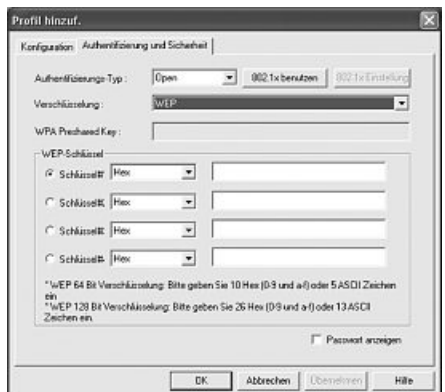 Profil hinzuf.
Konfiguration Authentifizierung und Sicherheit
Authentifizierungs-Typ : Open 802.1x benutzen 802.1x Einstellung
Verschlüsselung : WEP
WPA Preshared Key :
WEP-Schlüssel
Schlüssel# Hex
Schlüssel# Hex
Schlüssel# Hex
Schlüssel# Hex
*WEP 64 Bit Verschlüsselung: Bitte geben Sie 10 Hex (0-9 und a-f) oder 5 ASCII Zeichen
ein
*WEP 128 Bit Verschlüsselung: Bitte geben Sie 26 Hex (0-9 und a-f) oder 13 ASCII
Zeichen ein.
Passwort anzeigen
OK Abbrechen Übernehmen Hilfe